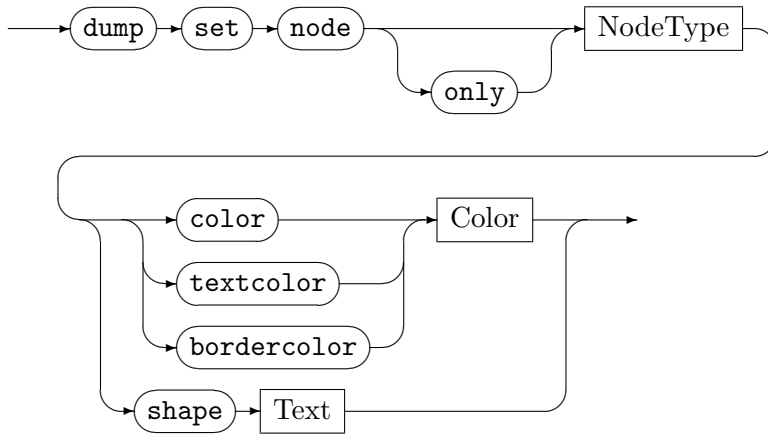 dump set node NodeType
only
color Color
textcolor
bordercolor
shape Text